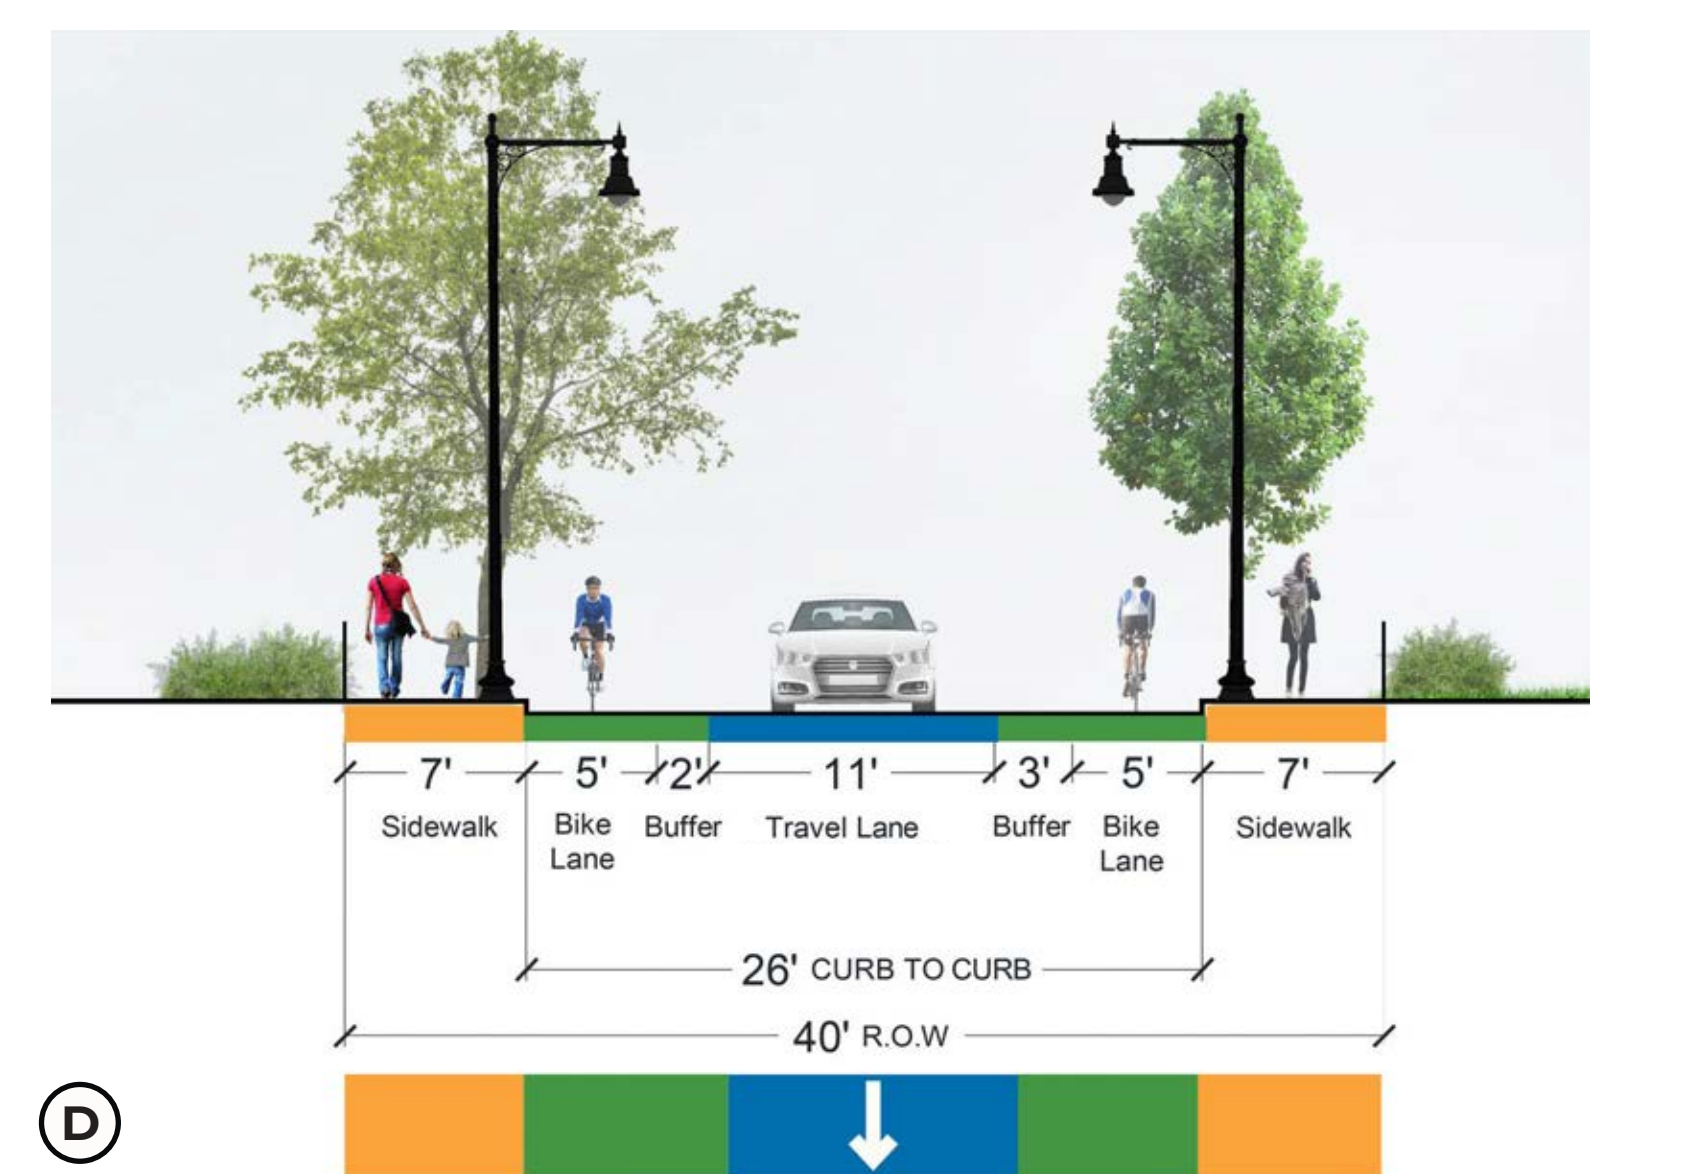 7' 5' 2' 11' 3' 5' 7'
Sidewalk Bike Buffer Travel Lane Buffer Bike Sidewalk
Lane Lane
26' CURB TO CURB
40' R.O.W
D